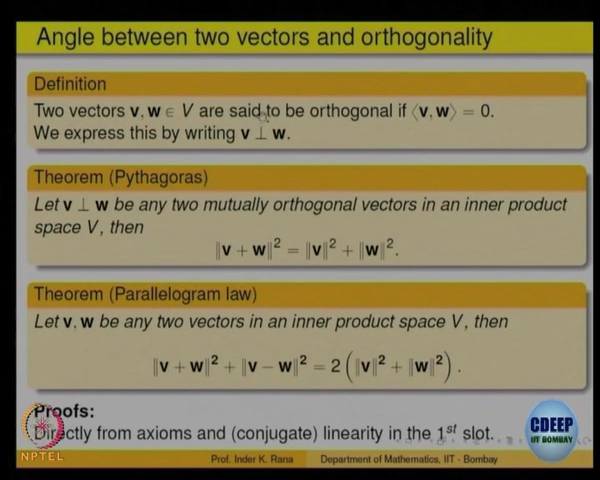 Angle between two vectors and orthogonality
Definition
Two vectors v, w ∈ V are said to be orthogonal if ⟨v, w⟩ = 0.
We express this by writing v ⊥ w.
Theorem (Pythagoras)
Let v ⊥ w be any two mutually orthogonal vectors in an inner product
space V, then
‖v + w‖² = ‖v‖² + ‖w‖².
Theorem (Parallelogram law)
Let v, w be any two vectors in an inner product space V, then
‖v + w‖² + ‖v − w‖² = 2 (‖v‖² + ‖w‖²).
Proofs:
Directly from axioms and (conjugate) linearity in the 1st slot.
NPTEL
CDEEP
IIT BOMBAY
Prof. Inder K. Rana Department of Mathematics, IIT - Bombay